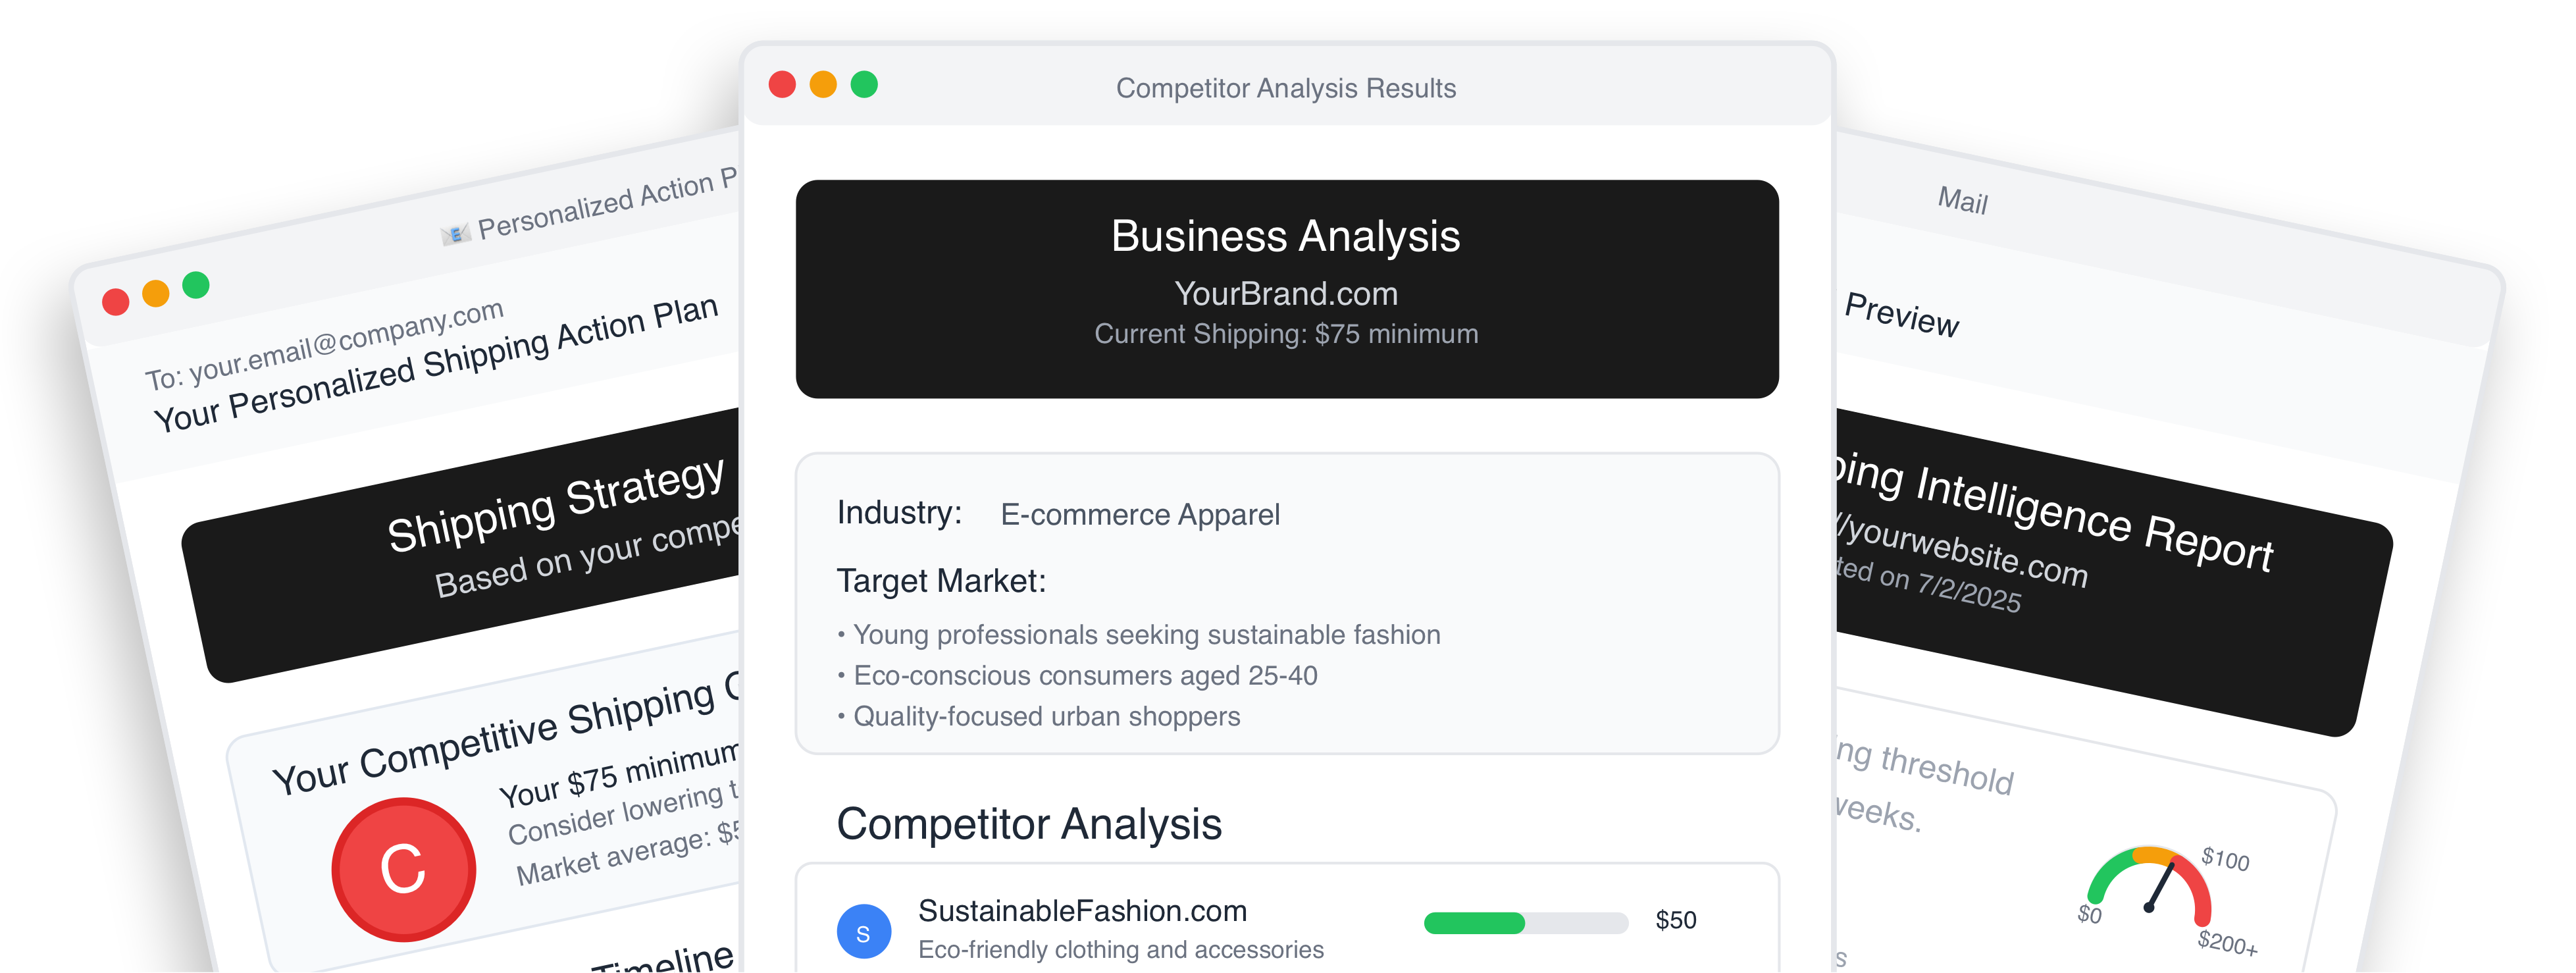 Personalized Action P
To: your.email@company.com
Your Personalized Shipping Action Plan
Shipping Strategy
Based on your compe
Your Competitive Shipping
Your $75 minimum
Consider lowering t
Market average: $5
C
Timeline
Competitor Analysis Results
Business Analysis
YourBrand.com
Current Shipping: $75 minimum
Industry: E-commerce Apparel
Target Market:
• Young professionals seeking sustainable fashion
• Eco-conscious consumers aged 25-40
• Quality-focused urban shoppers
Competitor Analysis
S
SustainableFashion.com
$50
Eco-friendly clothing and accessories
Mail
Preview
ping Intelligence Report
//yourwebsite.com
ted on 7/2/2025
ing threshold
weeks.
$100
$0
$200+
s